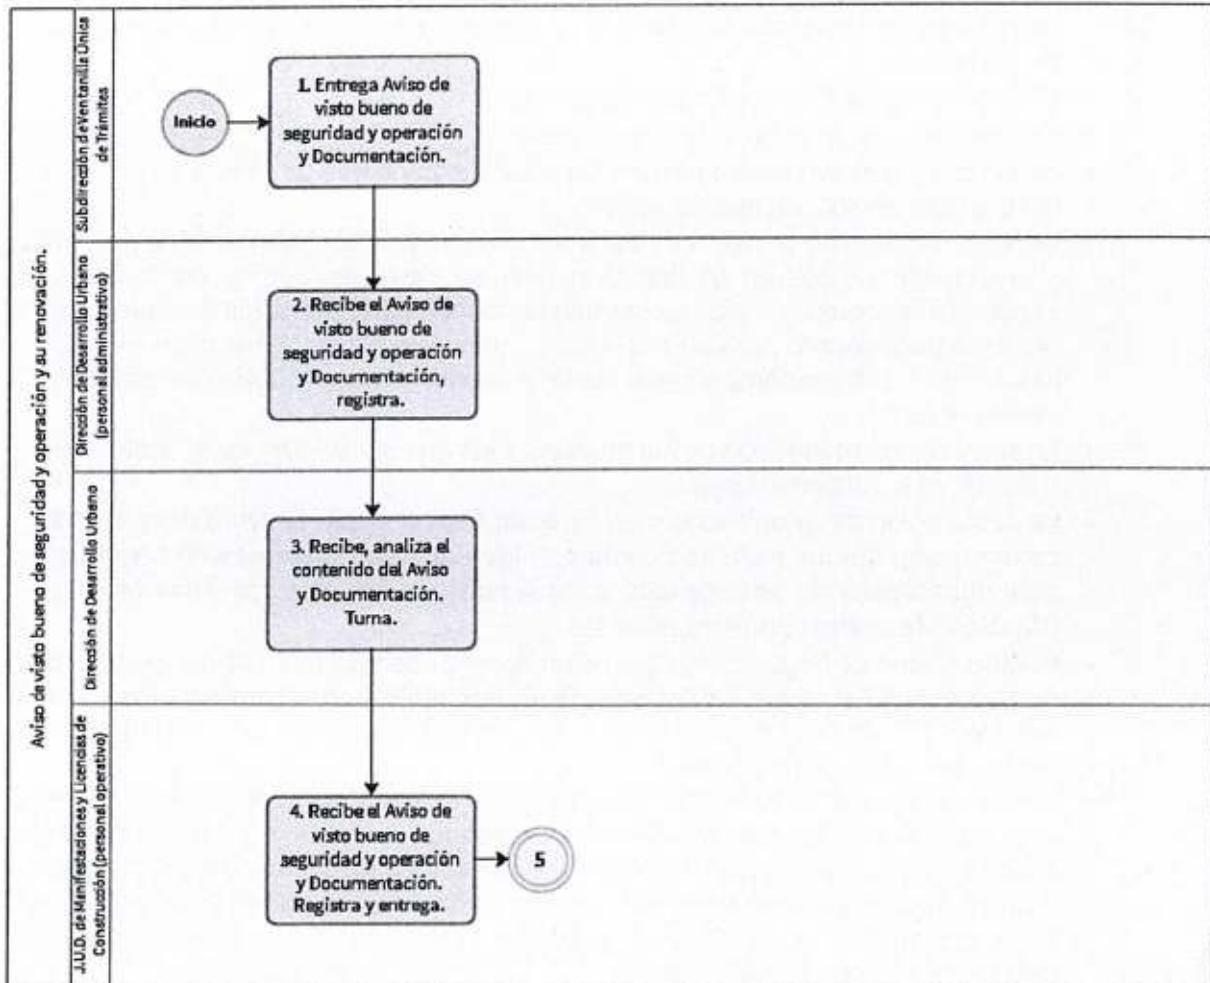 Aviso de visto bueno de seguridad y operación y su renovación.
Subdirección de Ventanilla Única
de Trámites
Inicio
1. Entrega Aviso de
visto bueno de
seguridad y operación
y Documentación.
Dirección de Desarrollo Urbano
(personal administrativo)
2. Recibe el Aviso de
visto bueno de
seguridad y operación
y Documentación,
registra.
Dirección de Desarrollo Urbano
3. Recibe, analiza el
contenido del Aviso
y Documentación.
Turna.
J.U.D. de Manifestaciones y Licencias de
Construcción (personal operativo)
4. Recibe el Aviso de
visto bueno de
seguridad y operación
y Documentación.
Registra y entrega.
5